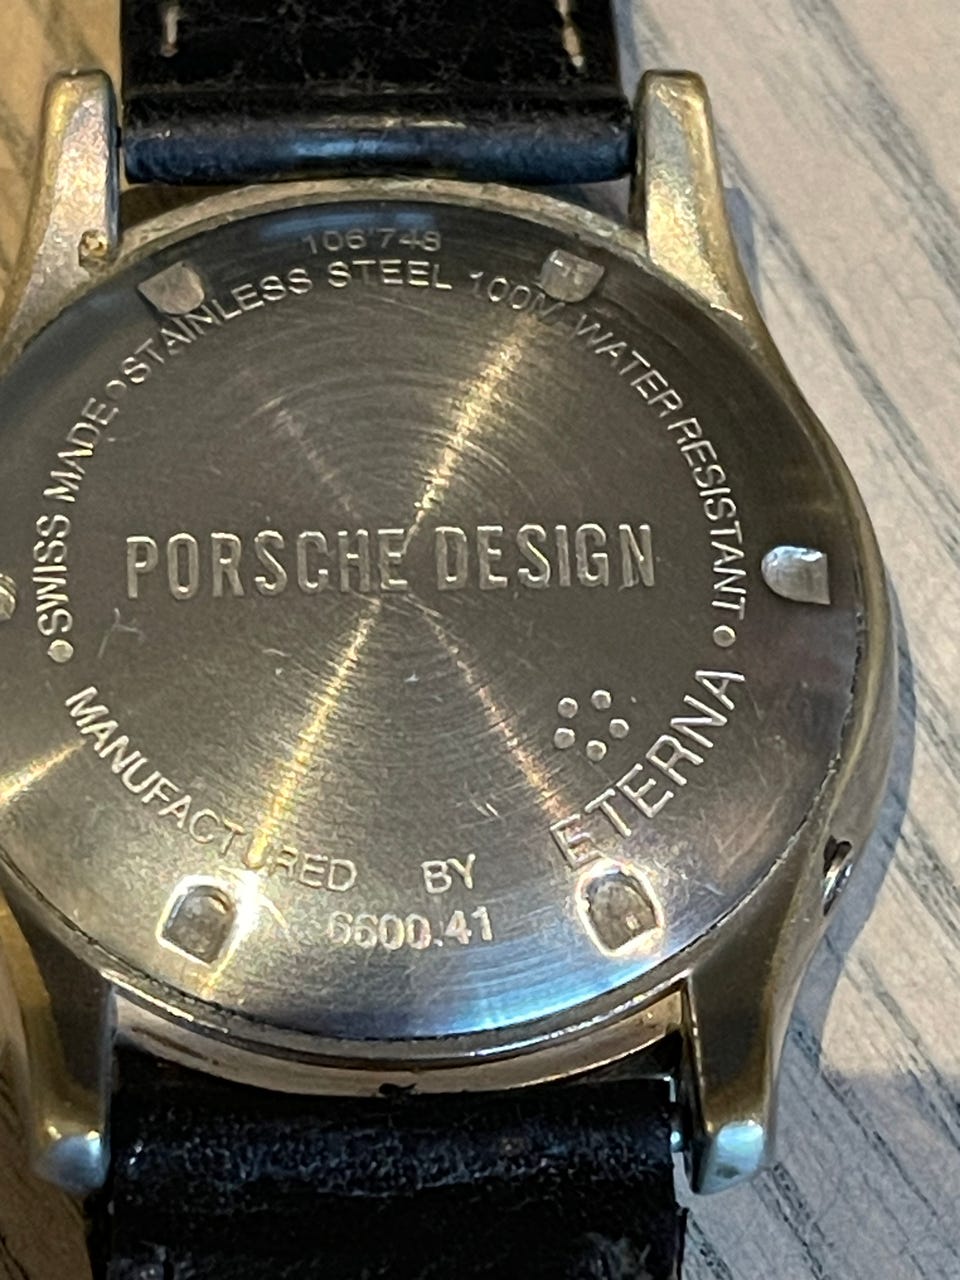 106'748
• SWISS MADE • STAINLESS STEEL 100M WATER RESISTANT •
PORSCHE DESIGN
MANUFACTURED BY ETERNA
6600.41